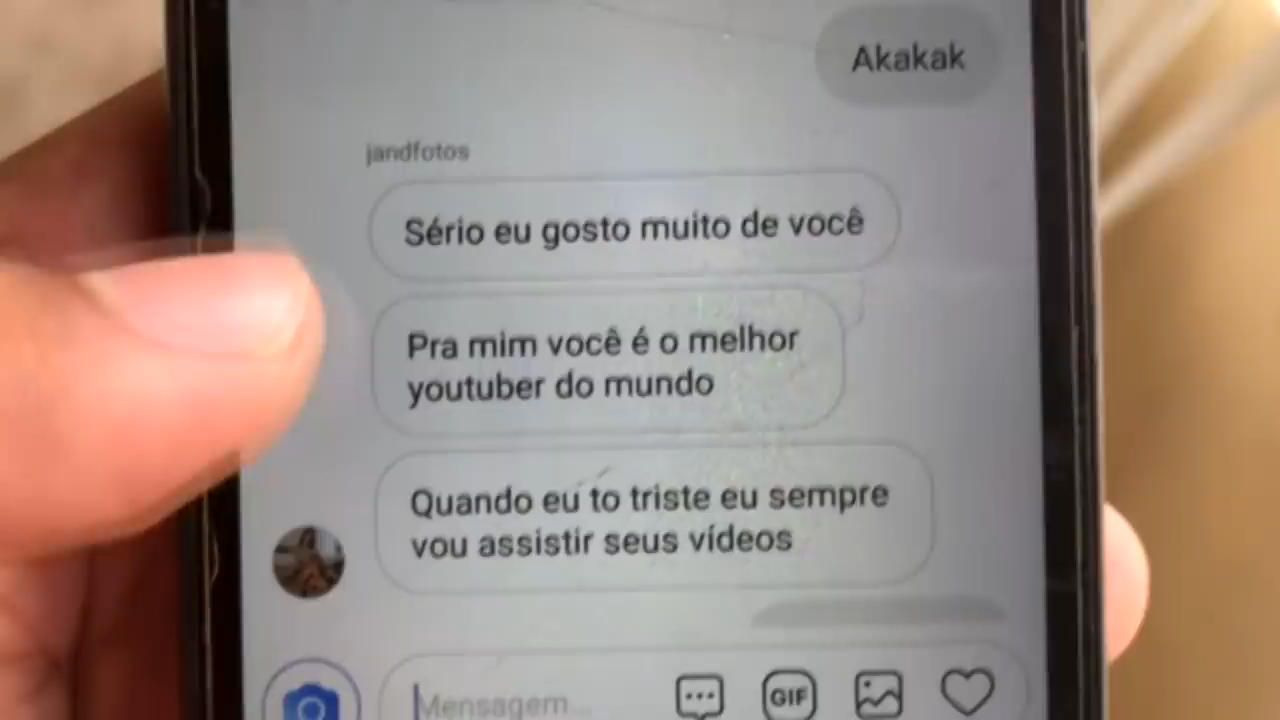 Akakak
jandfotos
Sério eu gosto muito de você
Pra mim você é o melhor
youtuber do mundo
Quando eu to triste eu sempre
vou assistir seus vídeos
Mensagem...
GIF